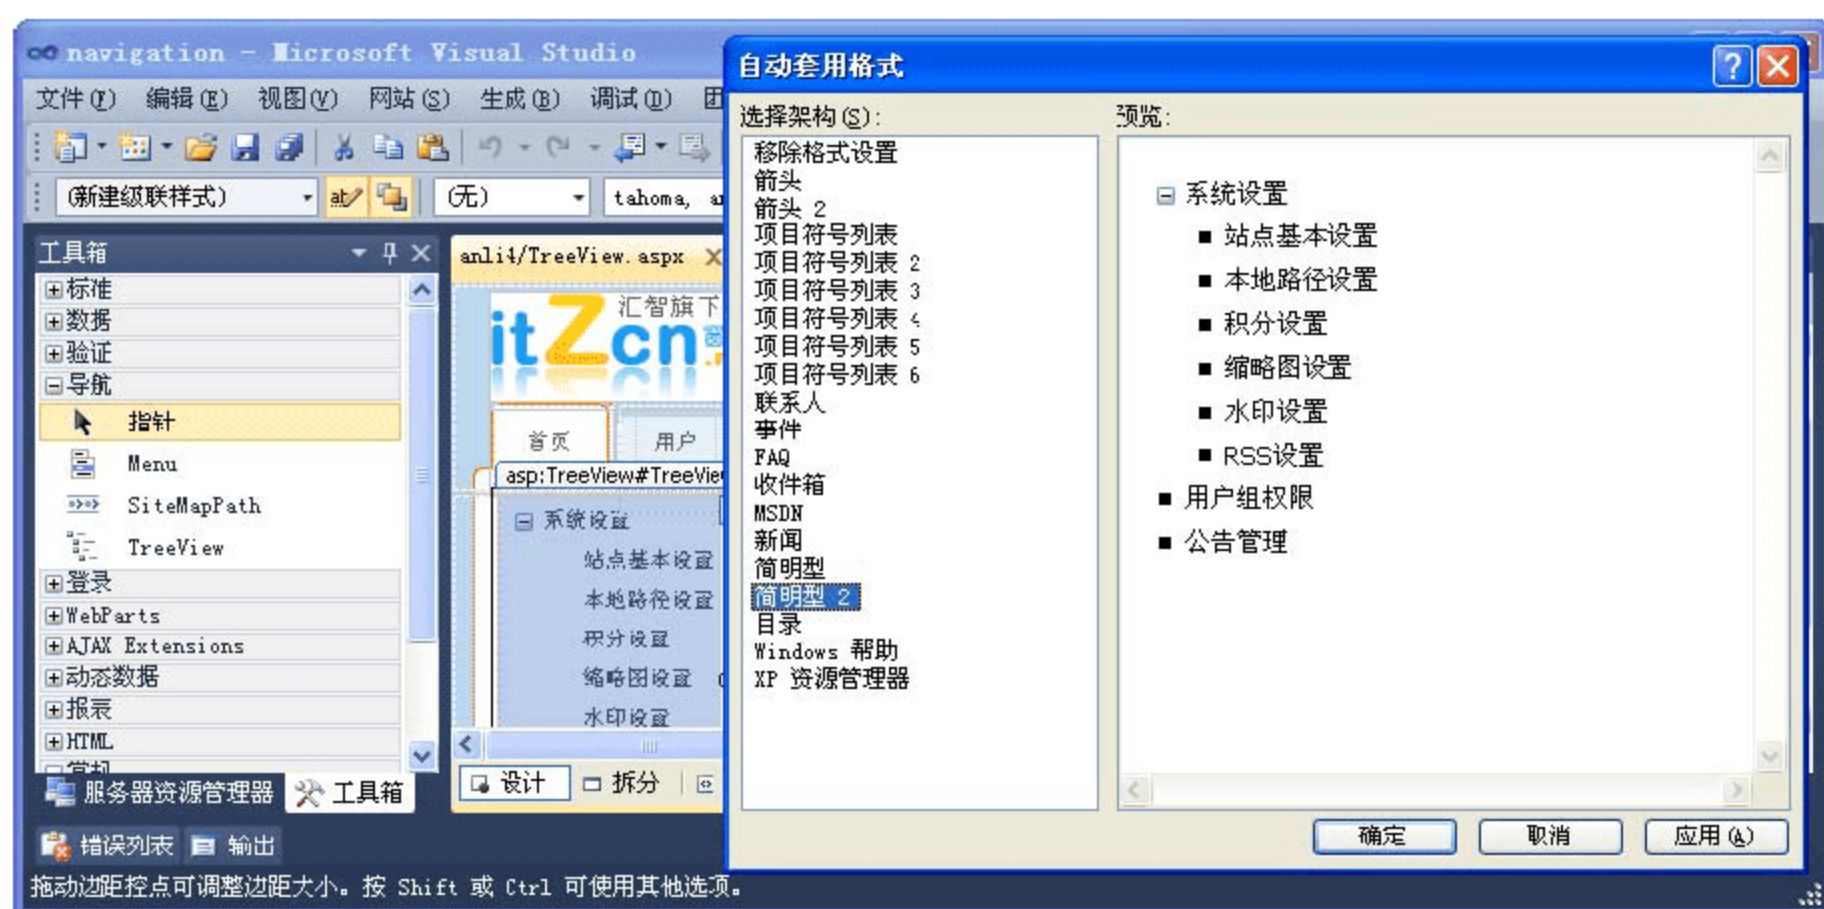 navigation - Microsoft Visual Studio
文件(F) 编辑(E) 视图(V) 网站(S) 生成(B) 调试(D)
(新建级联样式) (无) tahoma,
工具箱
标准
数据
验证
导航
指针
Menu
SiteMapPath
TreeView
登录
WebParts
AJAX Extensions
动态数据
报表
HTML
服务器资源管理器 工具箱
错误列表 输出
拖动边距控点可调整边距大小。按 Shift 或 Ctrl 可使用其他选项。
anli4/TreeView.aspx
itZcn 汇智旗下
首页 用户
asp:TreeView#TreeVie
系统设置
站点基本设置
本地路径设置
积分设置
缩略图设置
水印设置
设计 拆分
自动套用格式
选择架构(S):
移除格式设置
箭头
箭头 2
项目符号列表
项目符号列表 2
项目符号列表 3
项目符号列表 4
项目符号列表 5
项目符号列表 6
联系人
事件
FAQ
收件箱
MSDN
新闻
简明型
简明型 2
目录
Windows 帮助
XP 资源管理器
预览:
系统设置
站点基本设置
本地路径设置
积分设置
缩略图设置
水印设置
RSS设置
用户组权限
公告管理
确定 取消 应用(A)